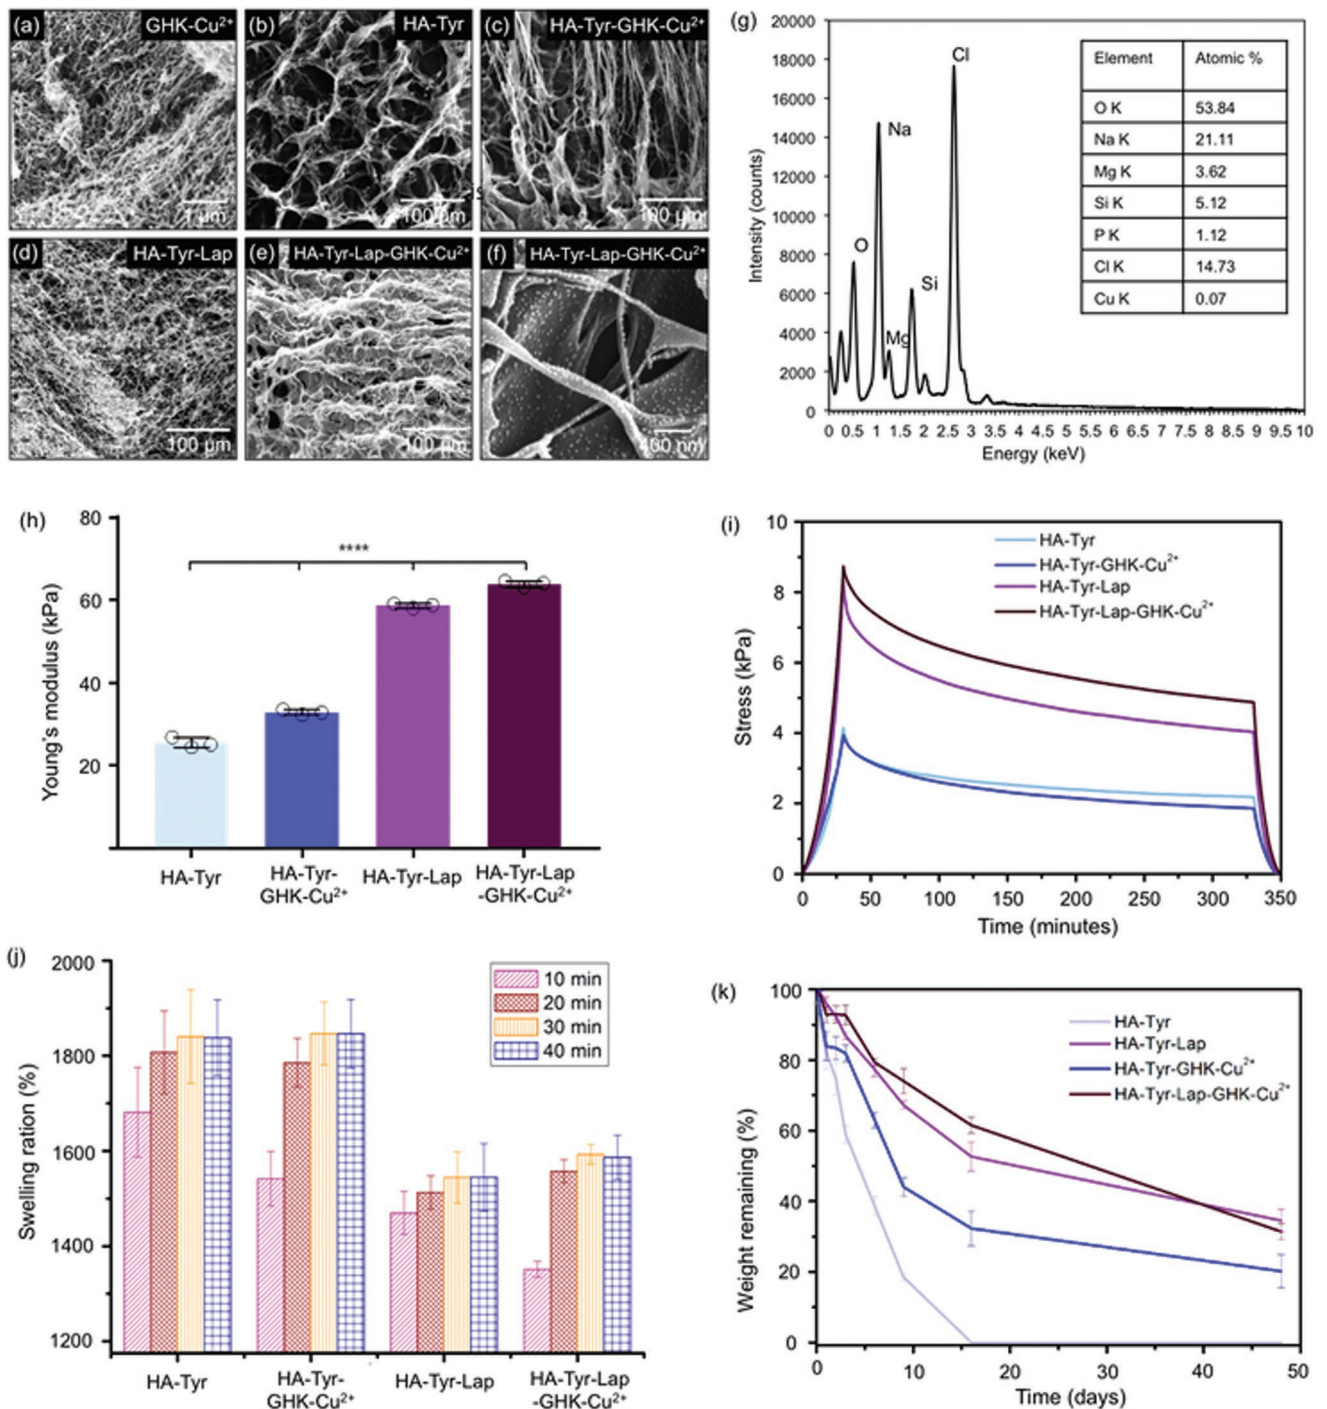 (a) GHK-Cu²⁺
1 µm
(b) HA-Tyr
100 µm
(c) HA-Tyr-GHK-Cu²⁺
100 µm
(d) HA-Tyr-Lap
100 µm
(e) HA-Tyr-Lap-GHK-Cu²⁺
100 µm
(f) HA-Tyr-Lap-GHK-Cu²⁺
400 nm
(g)
Intensity (counts)
20000
18000
16000
14000
12000
10000
8000
6000
4000
2000
0
O
Na
Mg
Si
Cl
Element Atomic %
O K 53.84
Na K 21.11
Mg K 3.62
Si K 5.12
P K 1.12
Cl K 14.73
Cu K 0.07
0 0.5 1 1.5 2 2.5 3 3.5 4 4.5 5 5.5 6 6.5 7 7.5 8 8.5 9 9.5 10
Energy (keV)
(h)
Young's modulus (kPa)
80
60
40
20
****
HA-Tyr
HA-Tyr-
GHK-Cu²⁺
HA-Tyr-Lap
HA-Tyr-Lap
-GHK-Cu²⁺
(i)
Stress (kPa)
10
8
6
4
2
0
HA-Tyr
HA-Tyr-GHK-Cu²⁺
HA-Tyr-Lap
HA-Tyr-Lap-GHK-Cu²⁺
0 50 100 150 200 250 300 350
Time (minutes)
(j)
Swelling ration (%)
2000
1800
1600
1400
1200
10 min
20 min
30 min
40 min
HA-Tyr
HA-Tyr-
GHK-Cu²⁺
HA-Tyr-Lap
HA-Tyr-Lap
-GHK-Cu²⁺
(k)
Weight remaining (%)
100
80
60
40
20
0
HA-Tyr
HA-Tyr-Lap
HA-Tyr-GHK-Cu²⁺
HA-Tyr-Lap-GHK-Cu²⁺
0 10 20 30 40 50
Time (days)